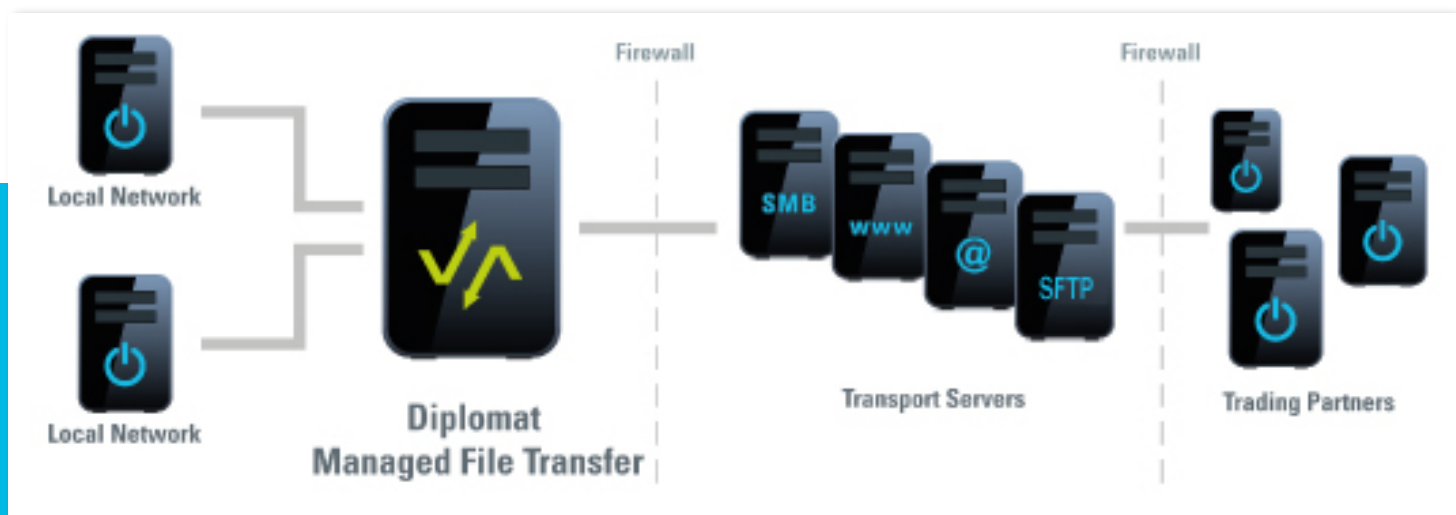 Firewall
Firewall
SMB
www
@
SFTP
Local Network
Local Network
Diplomat
Managed File Transfer
Transport Servers
Trading Partners